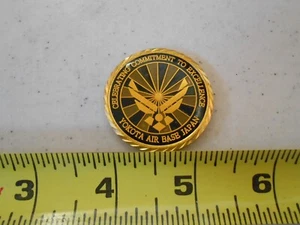 CELEBRATING COMMITMENT TO EXCELLENCE
YOKOTA AIR BASE JAPAN
3 4 5 6